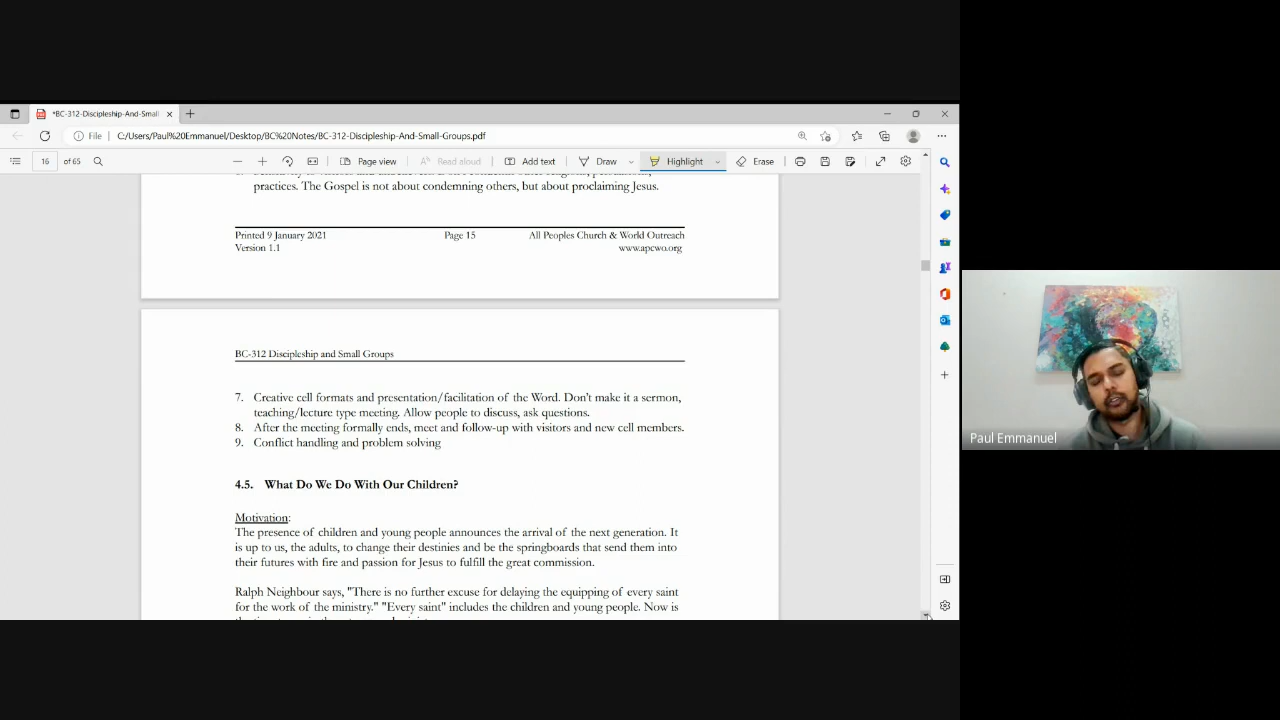 *BC-312-Discipleship-And-Small
File
C:/Users/Paul%20Emmanuel/Desktop/BC%20Notes/BC-312-Discipleship-And-Small-Groups.pdf
16 of 65
Page view
Read aloud
Add text
Draw
Highlight
Erase
practices. The Gospel is not about condemning others, but about proclaiming Jesus.
Printed 9 January 2021 Page 15 All Peoples Church & World Outreach
Version 1.1 www.apcwo.org
BC-312 Discipleship and Small Groups
7. Creative cell formats and presentation/facilitation of the Word. Don't make it a sermon,
teaching/lecture type meeting. Allow people to discuss, ask questions.
8. After the meeting formally ends, meet and follow-up with visitors and new cell members.
9. Conflict handling and problem solving
4.5. What Do We Do With Our Children?
Motivation:
The presence of children and young people announces the arrival of the next generation. It
is up to us, the adults, to change their destinies and be the springboards that send them into
their futures with fire and passion for Jesus to fulfill the great commission.
Ralph Neighbour says, "There is no further excuse for delaying the equipping of every saint
for the work of the ministry." "Every saint" includes the children and young people. Now is
Paul Emmanuel